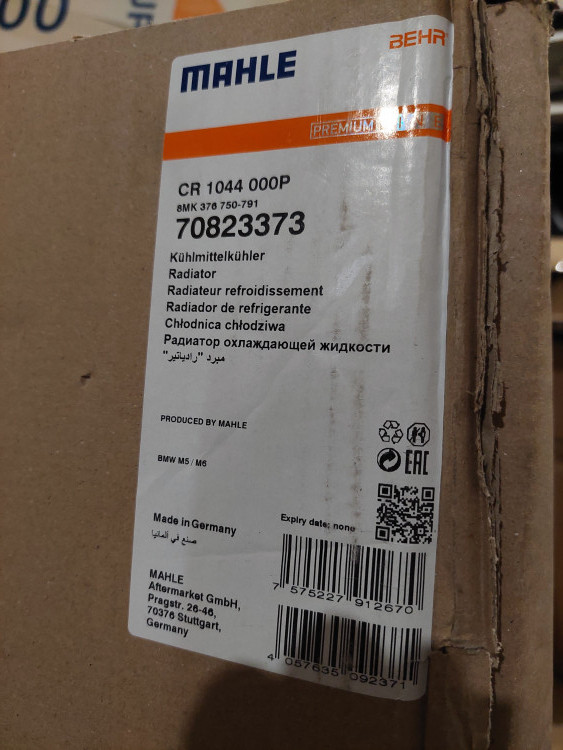 00
MAHLE
BEHR
PREMIUM
CR 1044 000P
8MK 376 750-791
70823373
Kühlmittelkühler
Radiator
Radiateur refroidissement
Radiador de refrigerante
Chłodnica chłodziwa
Радиатор охлаждающей жидкости
مبرد "رادياتير"
PRODUCED BY MAHLE
BMW M5 / M6
EAC
Made in Germany
صنع في ألمانيا
Expiry date: none
7 575227 912670
MAHLE
Aftermarket GmbH,
Pragstr. 26-46,
70376 Stuttgart,
Germany
4 057635 092371